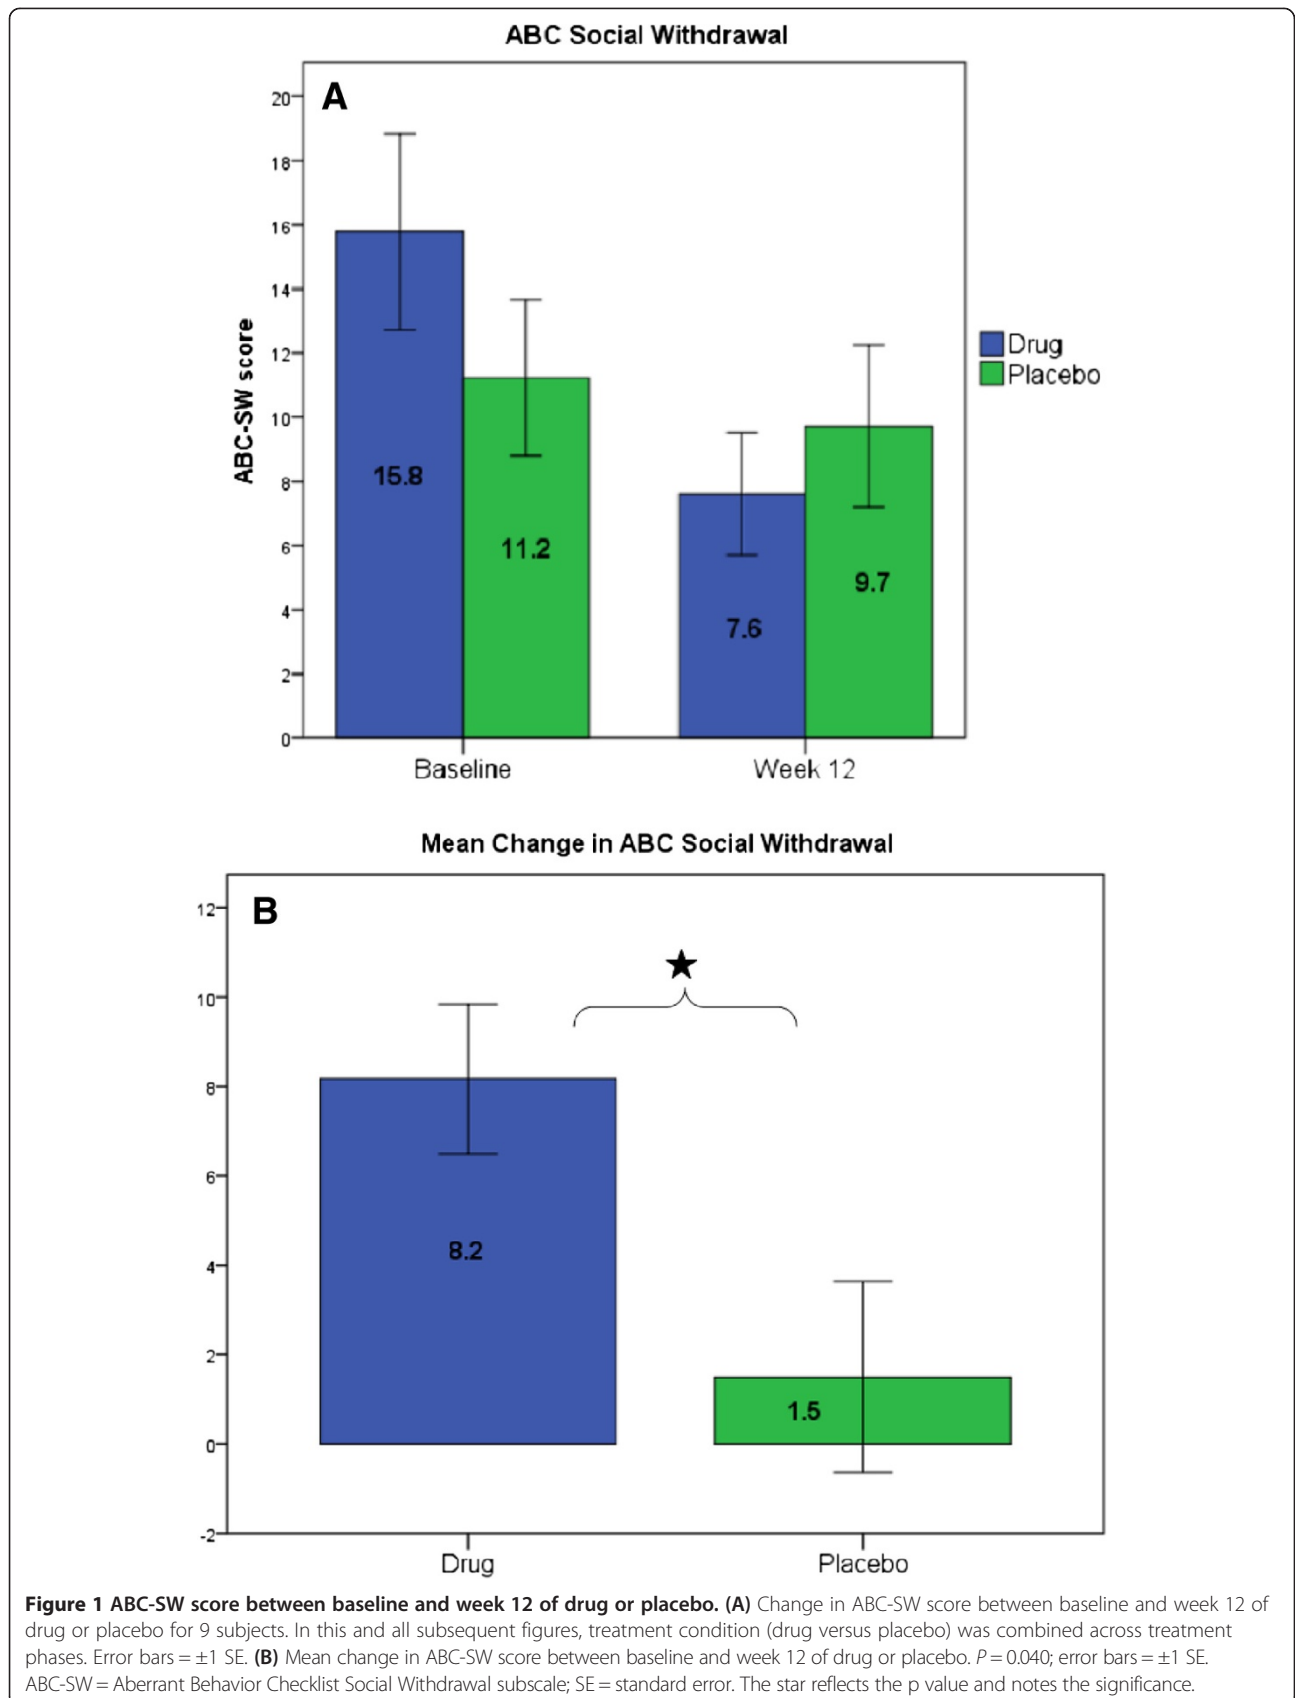 ABC Social Withdrawal
A
20
18
16
14
12
10
8
6
4
2
0
ABC-SW score
15.8
11.2
7.6
9.7
Baseline
Week 12
Drug
Placebo
Mean Change in ABC Social Withdrawal
B
12
10
8
6
4
2
0
-2
★
8.2
1.5
Drug
Placebo
Figure 1 ABC-SW score between baseline and week 12 of drug or placebo. (A) Change in ABC-SW score between baseline and week 12 of
drug or placebo for 9 subjects. In this and all subsequent figures, treatment condition (drug versus placebo) was combined across treatment
phases. Error bars = ±1 SE. (B) Mean change in ABC-SW score between baseline and week 12 of drug or placebo. P = 0.040; error bars = ±1 SE.
ABC-SW = Aberrant Behavior Checklist Social Withdrawal subscale; SE = standard error. The star reflects the p value and notes the significance.